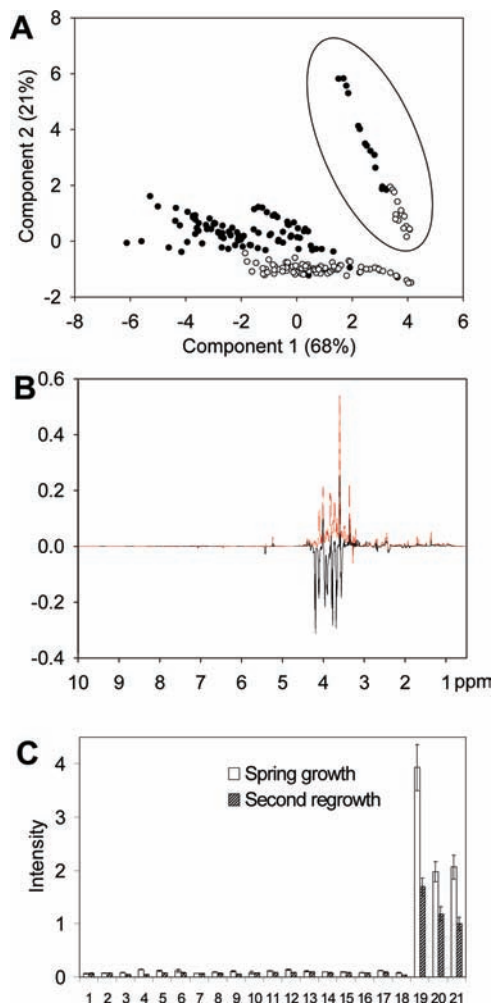 A
8
6
4
2
0
-2
Component 2 (21%)
-8 -6 -4 -2 0 2 4 6
Component 1 (68%)
B
0.6
0.4
0.2
0.0
-0.2
-0.4
10 9 8 7 6 5 4 3 2 1 ppm
C
4
3
2
1
0
Intensity
Spring growth
Second regrowth
1 2 3 4 5 6 7 8 9 10 11 12 13 14 15 16 17 18 19 20 21